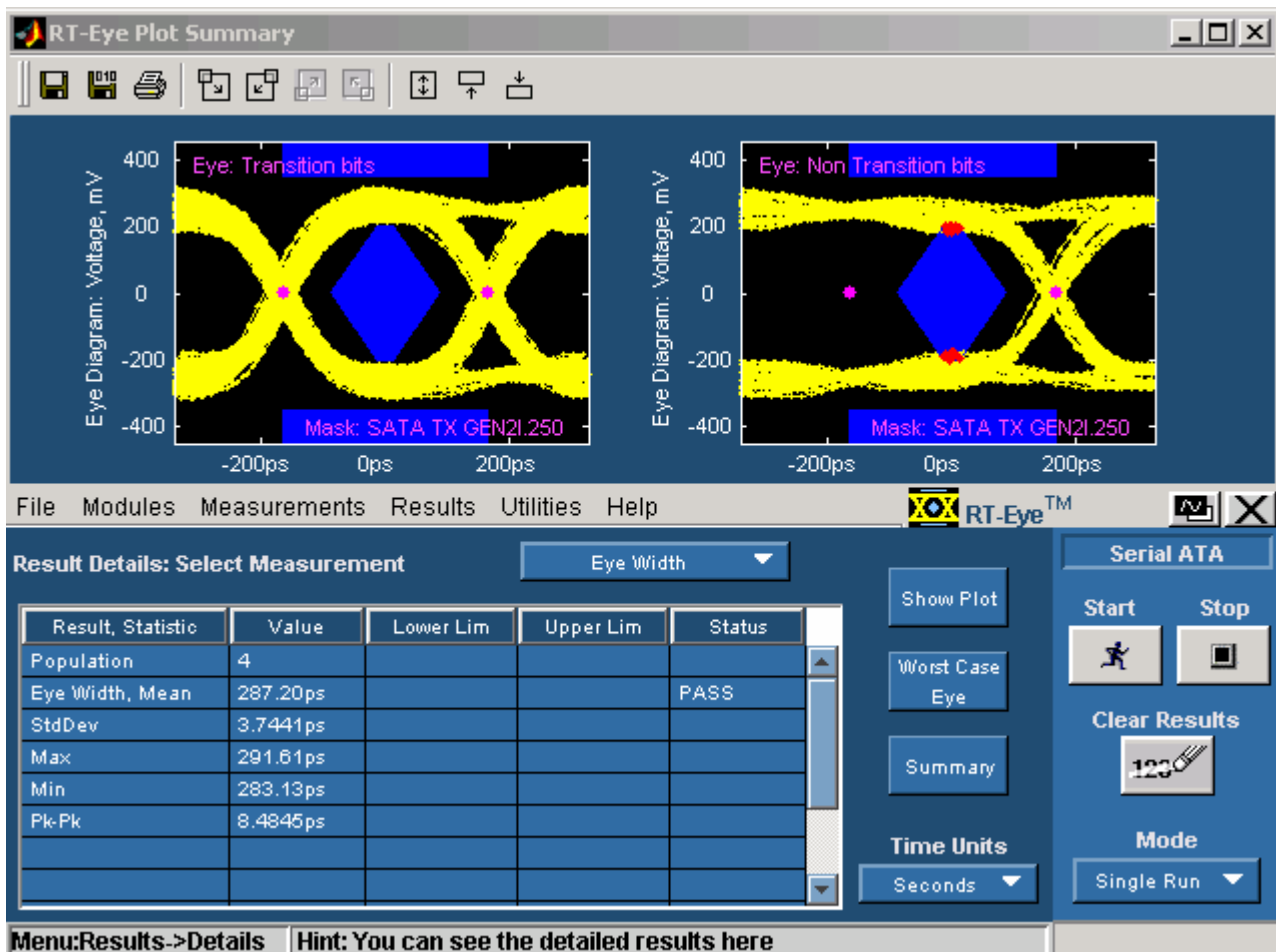 RT-Eye Plot Summary
400 Eye: Transition bits
200
0
-200
-400 Mask: SATA TX GEN2I.250
Eye Diagram: Voltage, mV
-200ps 0ps 200ps
400 Eye: Non Transition bits
200
0
-200
-400 Mask: SATA TX GEN2I.250
Eye Diagram: Voltage, mV
-200ps 0ps 200ps
File Modules Measurements Results Utilities Help RT-Eye™
Result Details: Select Measurement Eye Width
Result, Statistic Value Lower Lim Upper Lim Status
Population 4
Eye Width, Mean 287.20ps PASS
StdDev 3.7441ps
Max 291.61ps
Min 283.13ps
Pk-Pk 8.4845ps
Show Plot
Worst Case
Eye
Summary
Time Units
Seconds
Serial ATA
Start Stop
Clear Results
123
Mode
Single Run
Menu:Results->Details Hint: You can see the detailed results here